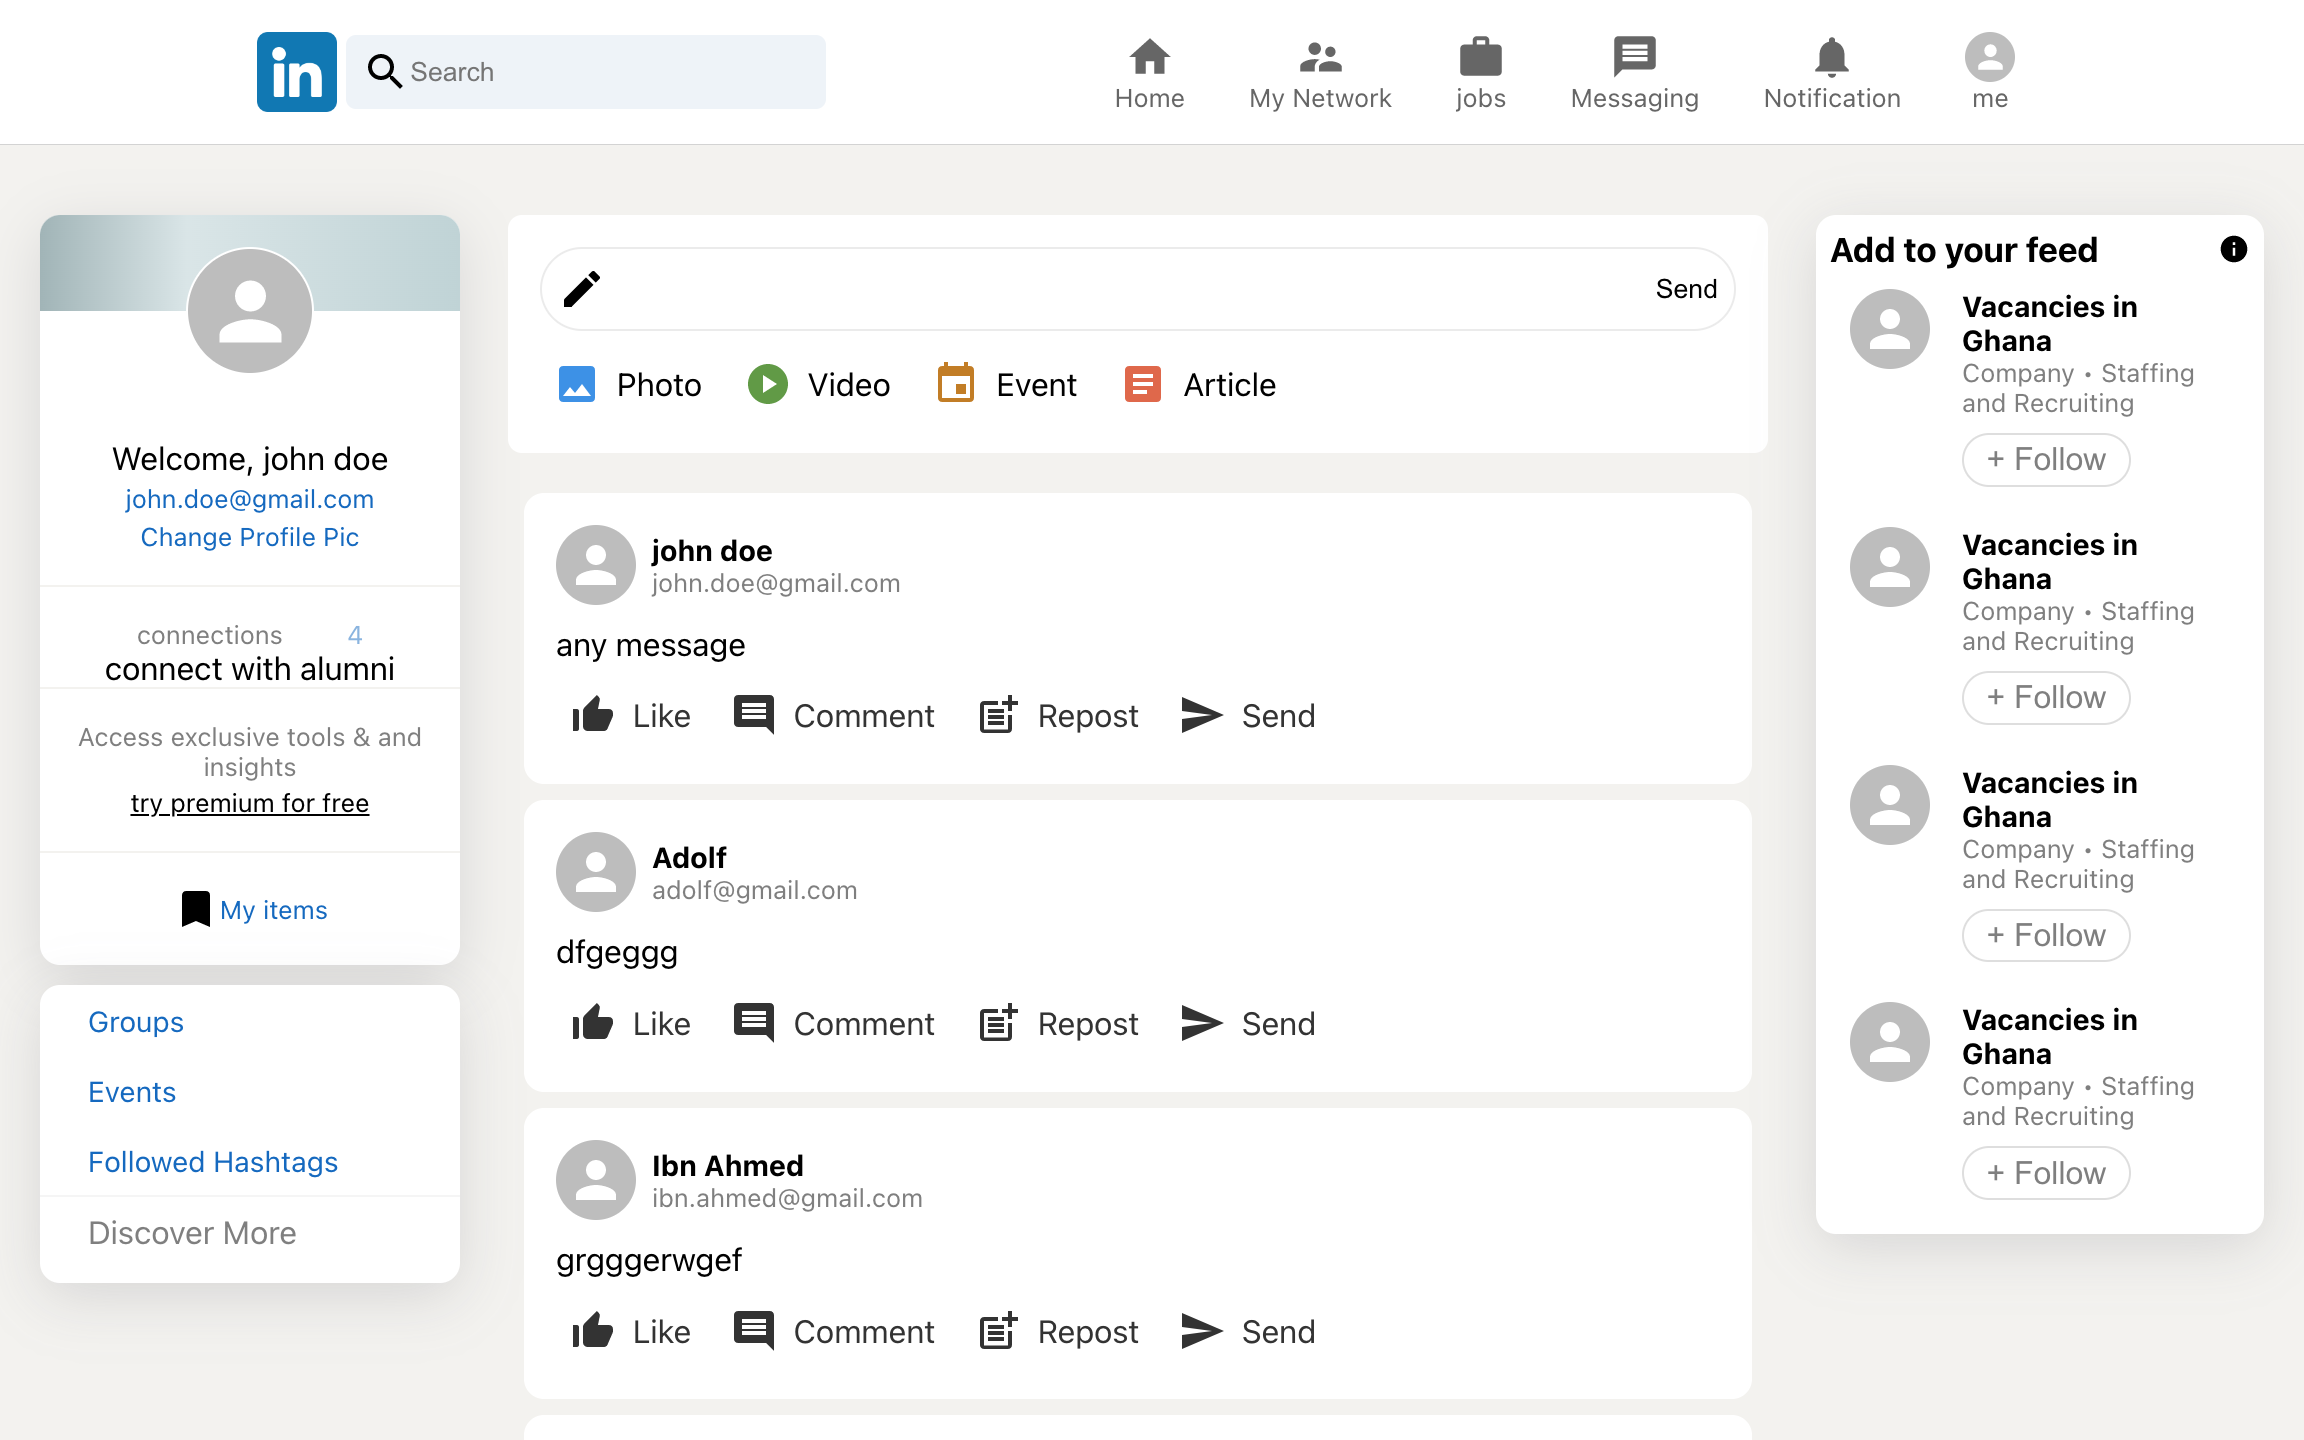 in
Search
Home
My Network
jobs
Messaging
Notification
me
Welcome, john doe
john.doe@gmail.com
Change Profile Pic
connections 4
connect with alumni
Access exclusive tools & and
insights
try premium for free
My items
Groups
Events
Followed Hashtags
Discover More
Send
Photo
Video
Event
Article
john doe
john.doe@gmail.com
any message
Like
Comment
Repost
Send
Adolf
adolf@gmail.com
dfgeggg
Like
Comment
Repost
Send
Ibn Ahmed
ibn.ahmed@gmail.com
grgggerwgef
Like
Comment
Repost
Send
Add to your feed
Vacancies in
Ghana
Company • Staffing
and Recruiting
+ Follow
Vacancies in
Ghana
Company • Staffing
and Recruiting
+ Follow
Vacancies in
Ghana
Company • Staffing
and Recruiting
+ Follow
Vacancies in
Ghana
Company • Staffing
and Recruiting
+ Follow